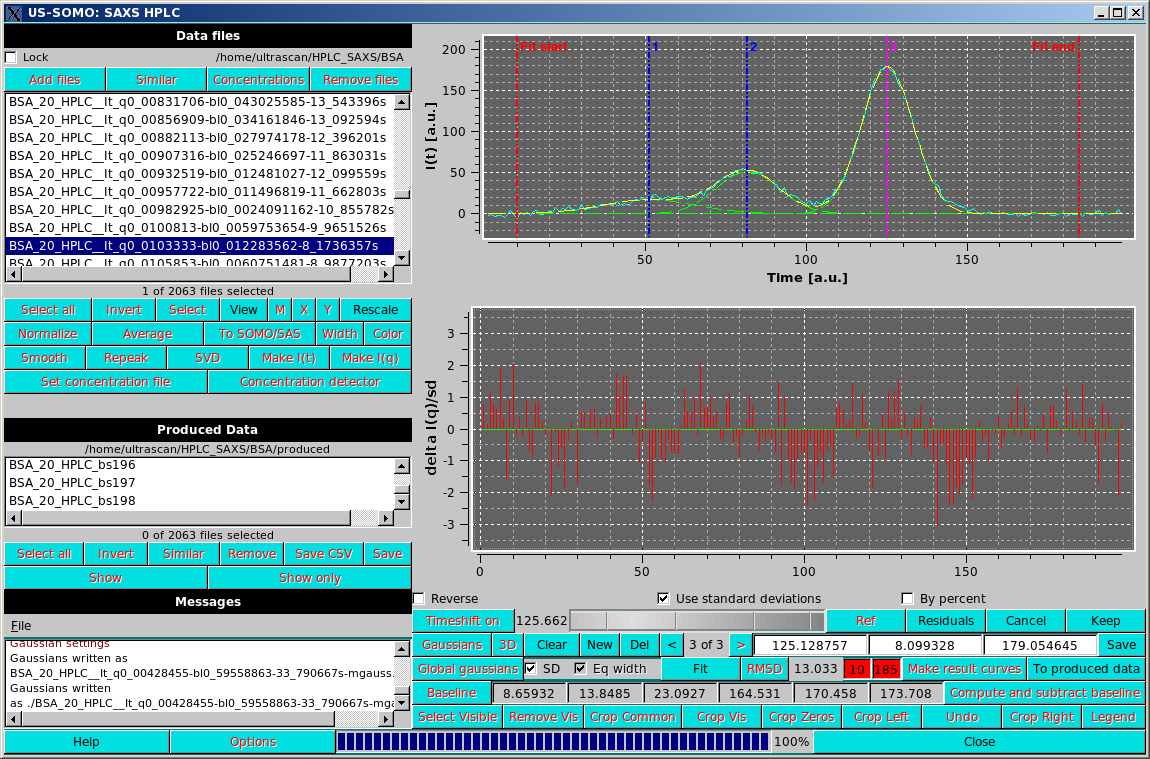 US-SOMO: SAXS HPLC
Data files
Lock /home/ultrascan/HPLC_SAXS/BSA
Add files Similar Concentrations Remove files
BSA_20_HPLC__It_q0_00831706-bl0_043025585-13_543396s
BSA_20_HPLC__It_q0_00856909-bl0_034161846-13_092594s
BSA_20_HPLC__It_q0_00882113-bl0_027974178-12_396201s
BSA_20_HPLC__It_q0_00907316-bl0_025246697-11_863031s
BSA_20_HPLC__It_q0_00932519-bl0_012481027-12_099559s
BSA_20_HPLC__It_q0_00957722-bl0_011496819-11_662803s
BSA_20_HPLC__It_q0_00982925-bl0_0024091162-10_855782s
BSA_20_HPLC__It_q0_0100813-bl0_0059753654-9_9651526s
BSA_20_HPLC__It_q0_0103333-bl0_012283562-8_1736357s
BSA_20_HPLC__It_q0_0105853-bl0_0060751481-8_9877203s
1 of 2063 files selected
Select all Invert Select View M X Y Rescale
Normalize Average To SOMO/SAS Width Color
Smooth Repeak SVD Make I(t) Make I(q)
Set concentration file Concentration detector
Produced Data
/home/ultrascan/HPLC_SAXS/BSA/produced
BSA_20_HPLC_bs196
BSA_20_HPLC_bs197
BSA_20_HPLC_bs198
0 of 2063 files selected
Select all Invert Similar Remove Save CSV Save
Show Show only
Messages
File
Gaussian settings
Gaussians written as
BSA_20_HPLC__It_q0_00428455-bl0_59558863-33_790667s-mgauss.
Gaussians written
as ./BSA_20_HPLC__It_q0_00428455-bl0_59558863-33_790667s-mga
Help Options 100% Close
Fit start 1 2 3 Fit end
200
150
100
50
0
I(t) [a.u.]
50 100 150
Time [a.u.]
3
2
1
0
-1
-2
-3
delta I(q)/sd
0 50 100 150
Reverse Use standard deviations By percent
Timeshift on 125.662 Ref Residuals Cancel Keep
Gaussians 3D Clear New Del < 3 of 3 > 125.128757 8.099328 179.054645 Save
Global gaussians SD Eq width Fit RMSD 13.033 10 185 Make result curves To produced data
Baseline 8.65932 13.8485 23.0927 164.531 170.458 173.708 Compute and subtract baseline
Select Visible Remove Vis Crop Common Crop Vis Crop Zeros Crop Left Undo Crop Right Legend